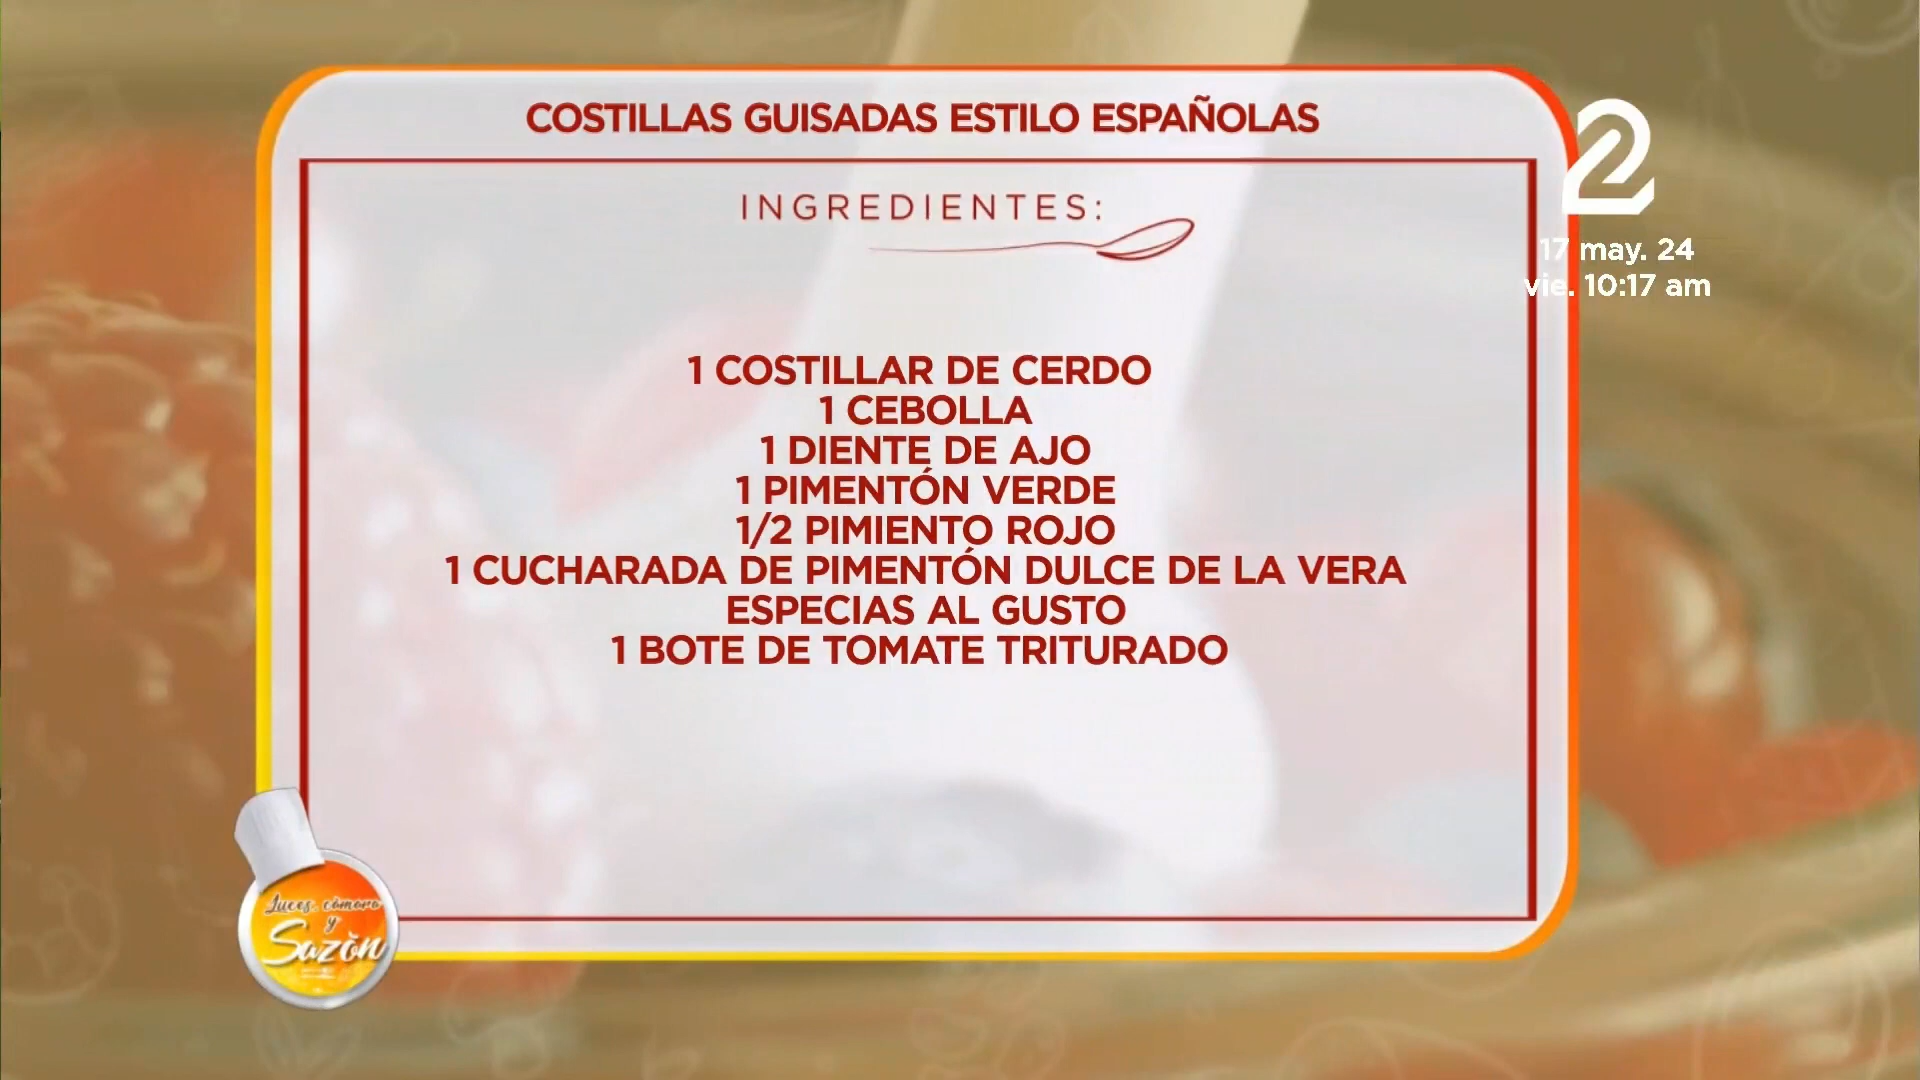 COSTILLAS GUISADAS ESTILO ESPAÑOLAS
INGREDIENTES:
2
17 may. 24
vie. 10:17 am
1 COSTILLAR DE CERDO
1 CEBOLLA
1 DIENTE DE AJO
1 PIMENTÓN VERDE
1/2 PIMIENTO ROJO
1 CUCHARADA DE PIMENTÓN DULCE DE LA VERA
ESPECIAS AL GUSTO
1 BOTE DE TOMATE TRITURADO
Luces, cámara
y
Sazón